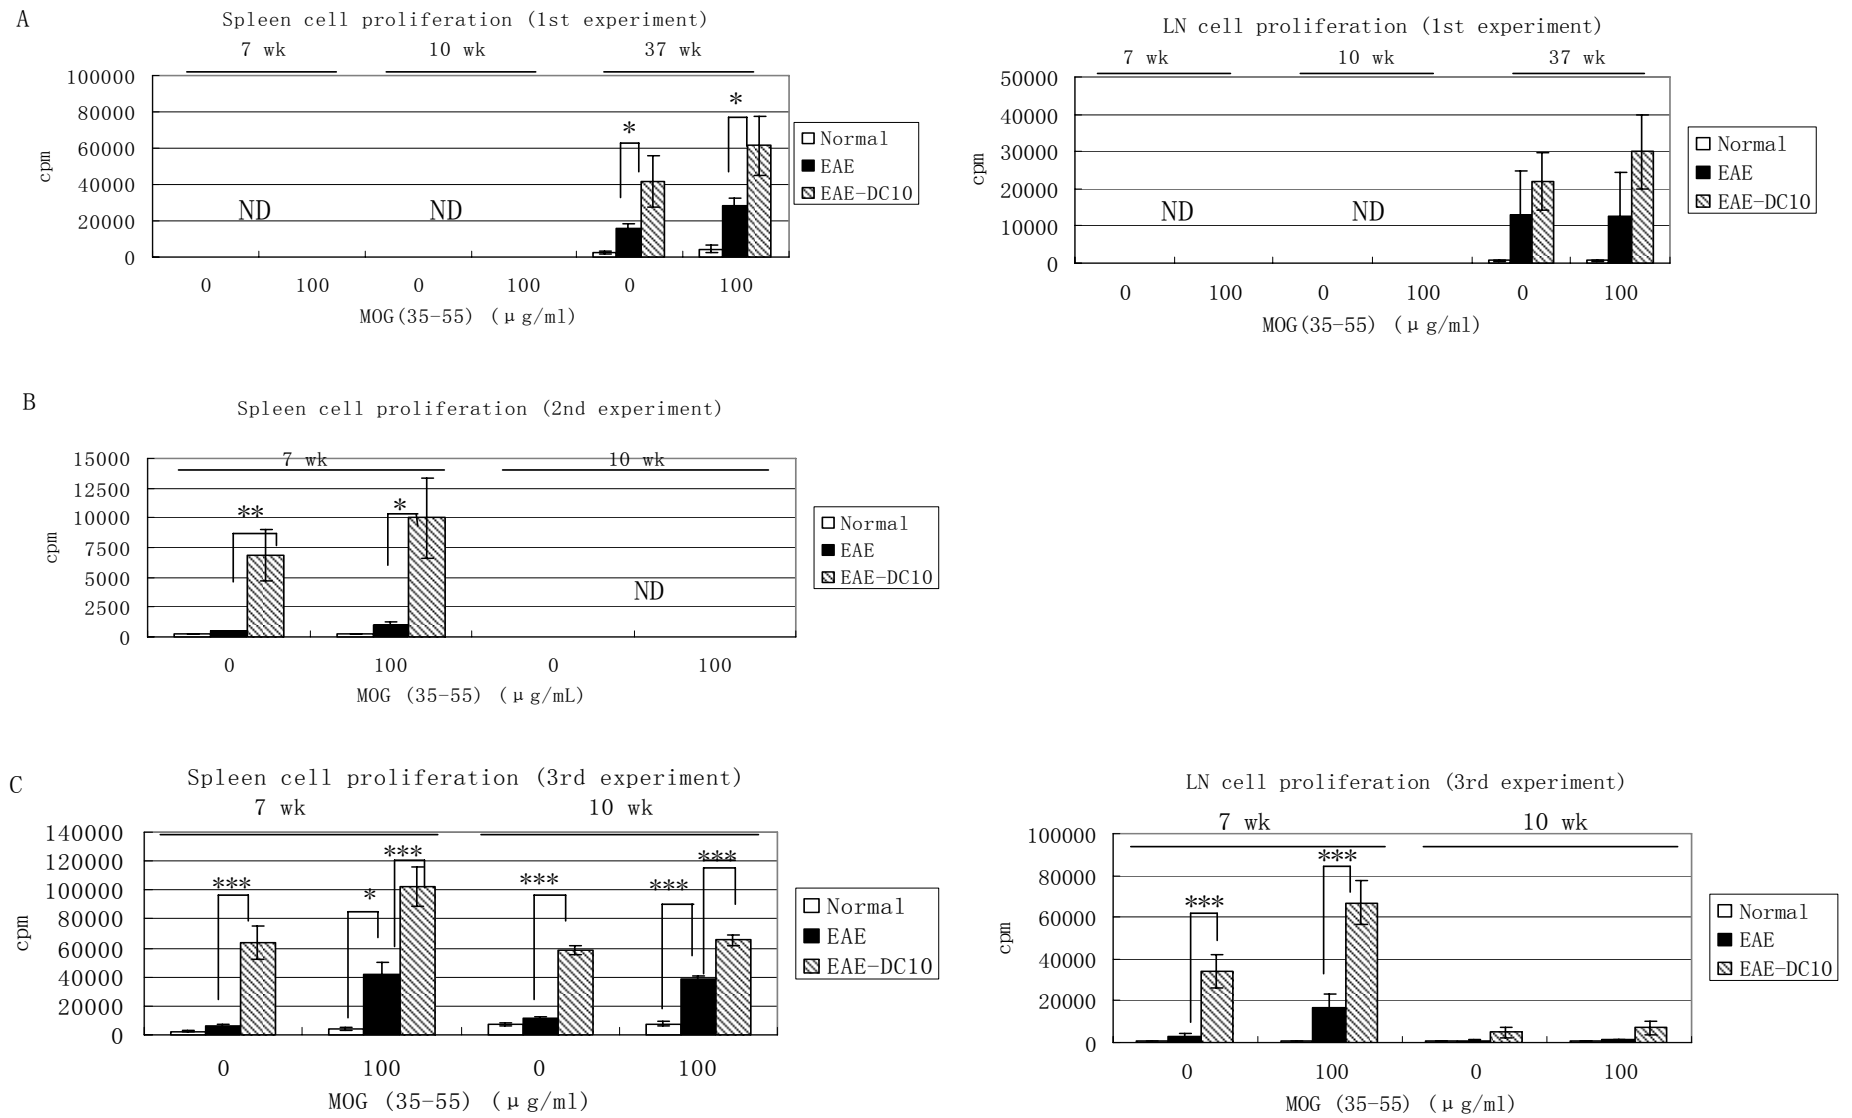 A
Spleen cell proliferation (1st experiment)
7 wk 10 wk 37 wk
100000
80000
60000
40000
20000
0
cpm
* *
ND ND
0 100 0 100 0 100
MOG(35-55) (μg/ml)
Normal
EAE
EAE-DC10
LN cell proliferation (1st experiment)
7 wk 10 wk 37 wk
50000
40000
30000
20000
10000
0
cpm
ND ND
0 100 0 100 0 100
MOG(35-55) (μg/ml)
Normal
EAE
EAE-DC10
B
Spleen cell proliferation (2nd experiment)
7 wk 10 wk
15000
12500
10000
7500
5000
2500
0
cpm
** *
ND
0 100 0 100
MOG (35-55) (μg/mL)
Normal
EAE
EAE-DC10
C
Spleen cell proliferation (3rd experiment)
7 wk 10 wk
140000
120000
100000
80000
60000
40000
20000
0
cpm
*** * *** *** *** ***
0 100 0 100
MOG (35-55) (μg/ml)
Normal
EAE
EAE-DC10
LN cell proliferation (3rd experiment)
7 wk 10 wk
100000
80000
60000
40000
20000
0
cpm
*** ***
0 100 0 100
MOG (35-55) (μg/ml)
Normal
EAE
EAE-DC10